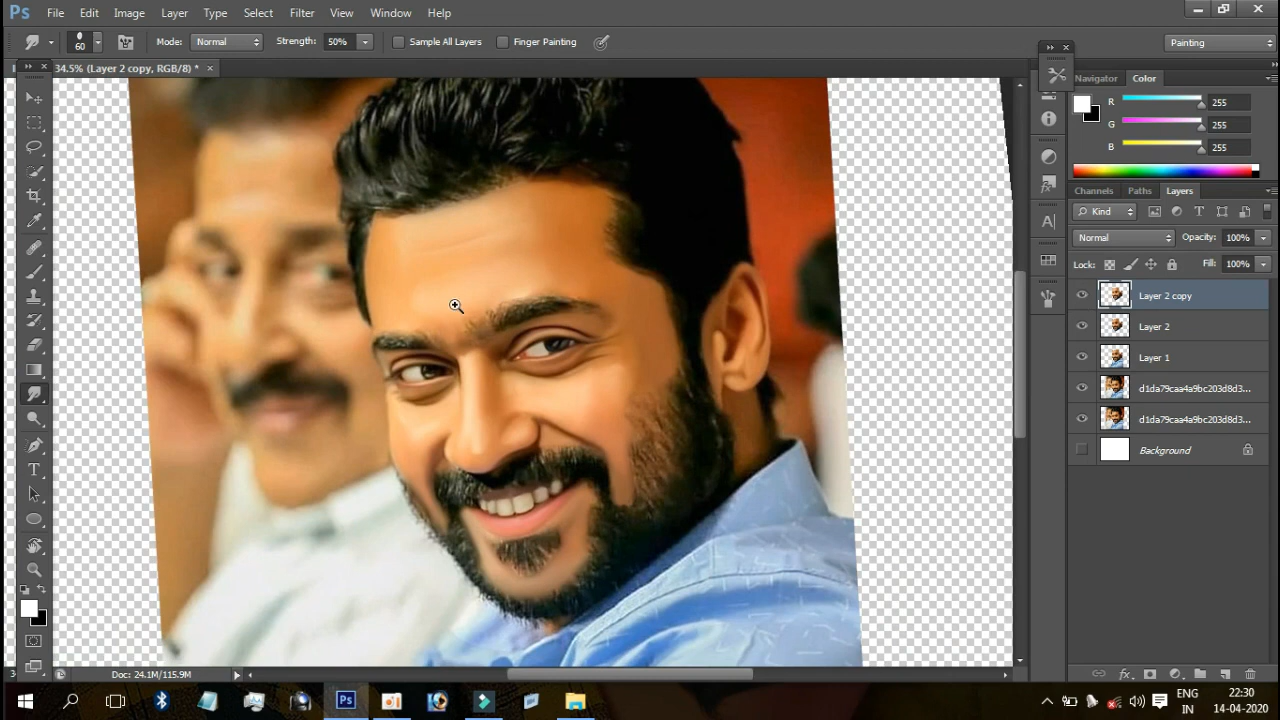 Ps File Edit Image Layer Type Select Filter View Window Help
60 Mode: Normal Strength: 50% Sample All Layers Finger Painting Painting
34.5% (Layer 2 copy, RGB/8) * ×
Navigator Color
R 255
G 255
B 255
Channels Paths Layers
Kind
Normal Opacity: 100%
Lock: Fill: 100%
Layer 2 copy
Layer 2
Layer 1
d1da79caa4a9bc203d8d3...
d1da79caa4a9bc203d8d3...
Background
Doc: 24.1M/115.9M
ENG
IN
22:30
14-04-2020